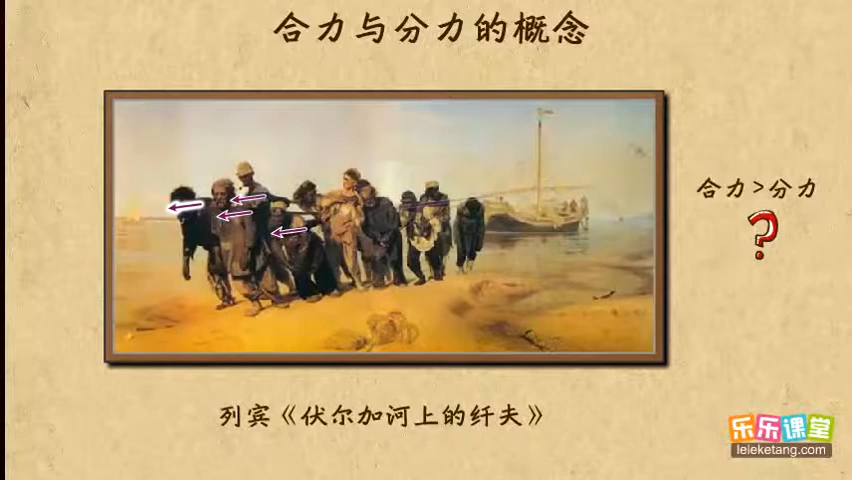 合力与分力的概念
合力>分力
?
列宾《伏尔加河上的纤夫》
乐乐课堂
leleketang.com